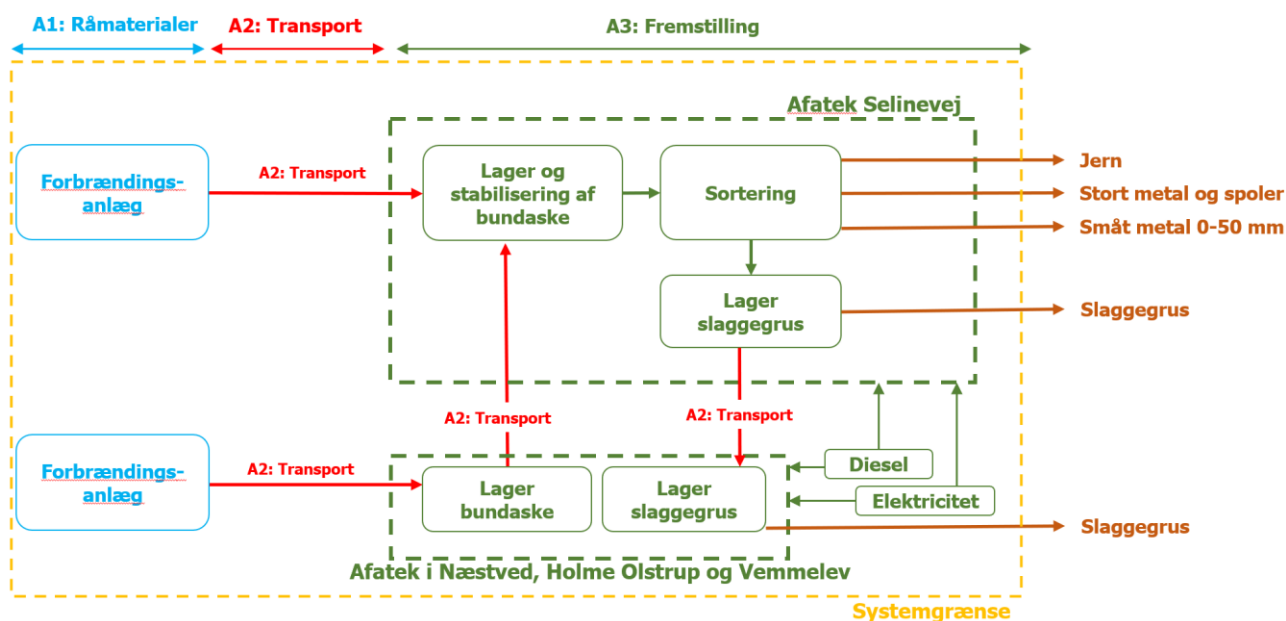 A1: Råmaterialer
A2: Transport
A3: Fremstilling
Afatek Selinevej
Forbrændings-
anlæg
A2: Transport
Lager og
stabilisering af
bundaske
Sortering
Jern
Stort metal og spoler
Småt metal 0-50 mm
Lager
slaggegrus
Slaggegrus
A2: Transport
A2: Transport
Forbrændings-
anlæg
A2: Transport
Lager
bundaske
Lager
slaggegrus
Diesel
Elektricitet
Slaggegrus
Afatek i Næstved, Holme Olstrup og Vemmelev
Systemgrænse